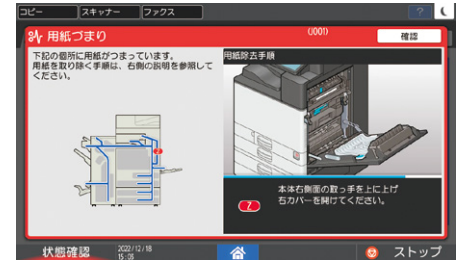 コピー
スキャナー
ファックス
?
用紙づまり
(J001)
確認
下記の個所に用紙がつまっています。
用紙を取り除く手順は、右側の説明を参照して
ください。
用紙除去手順
Z
本体右側面の取っ手を上に上げ
右カバーを開けてください。
状態確認
2022/12/18
15:05
ストップ